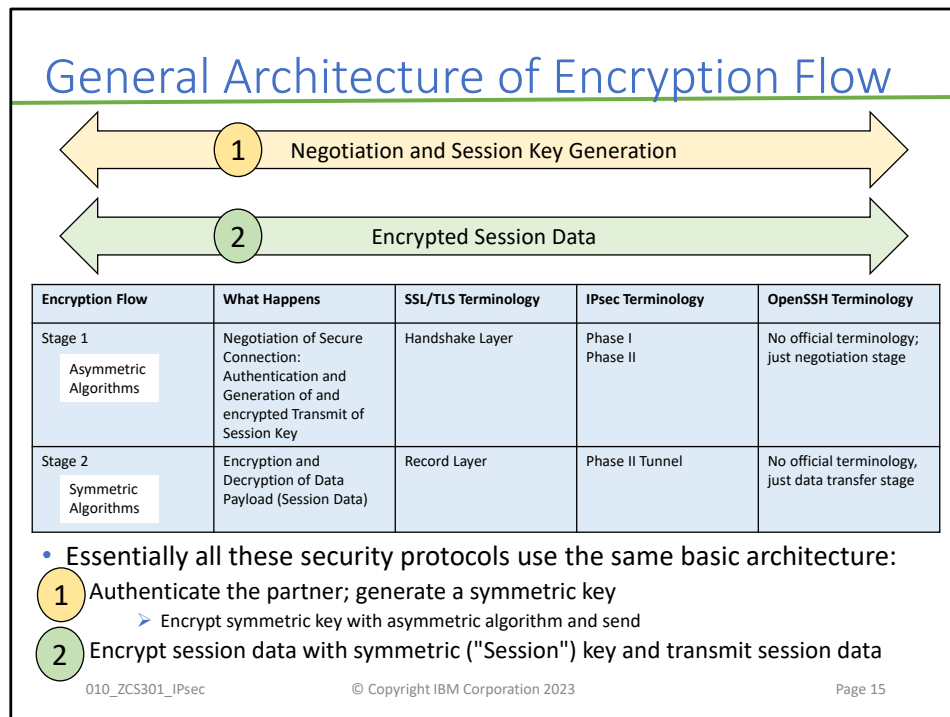 General Architecture of Encryption Flow
1 Negotiation and Session Key Generation
2 Encrypted Session Data
Encryption Flow What Happens SSL/TLS Terminology IPsec Terminology OpenSSH Terminology
Stage 1
Asymmetric
Algorithms
Negotiation of Secure
Connection:
Authentication and
Generation of and
encrypted Transmit of
Session Key
Handshake Layer
Phase I
Phase II
No official terminology;
just negotiation stage
Stage 2
Symmetric
Algorithms
Encryption and
Decryption of Data
Payload (Session Data)
Record Layer
Phase II Tunnel
No official terminology,
just data transfer stage
• Essentially all these security protocols use the same basic architecture:
1 Authenticate the partner; generate a symmetric key
➢ Encrypt symmetric key with asymmetric algorithm and send
2 Encrypt session data with symmetric ("Session") key and transmit session data
010_ZCS301_IPsec © Copyright IBM Corporation 2023 Page 15